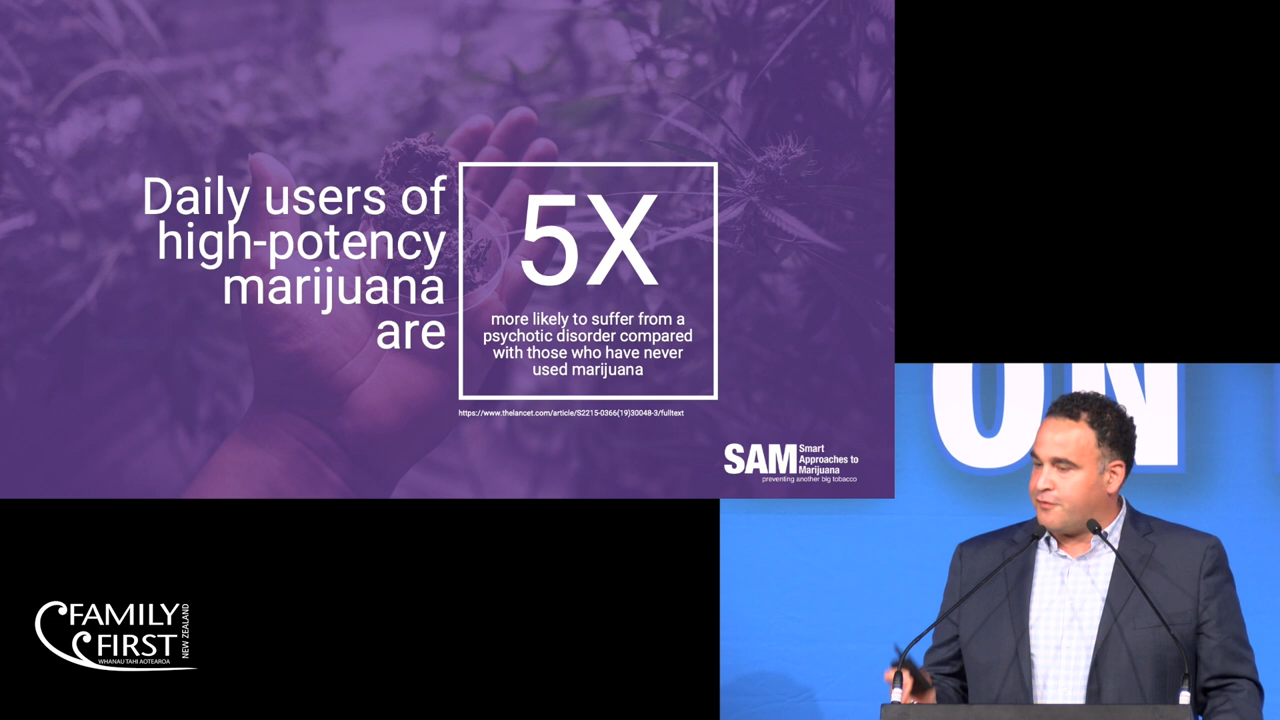 Daily users of
high-potency
marijuana
are
5X
more likely to suffer from a
psychotic disorder compared
with those who have never
used marijuana
https://www.thelancet.com/article/S2215-0366(19)30048-3/fulltext
SAM Smart
Approaches to
Marijuana
preventing another big tobacco
ON
FAMILY
FIRST
NEW ZEALAND
WHANAU TAHI AOTEAROA